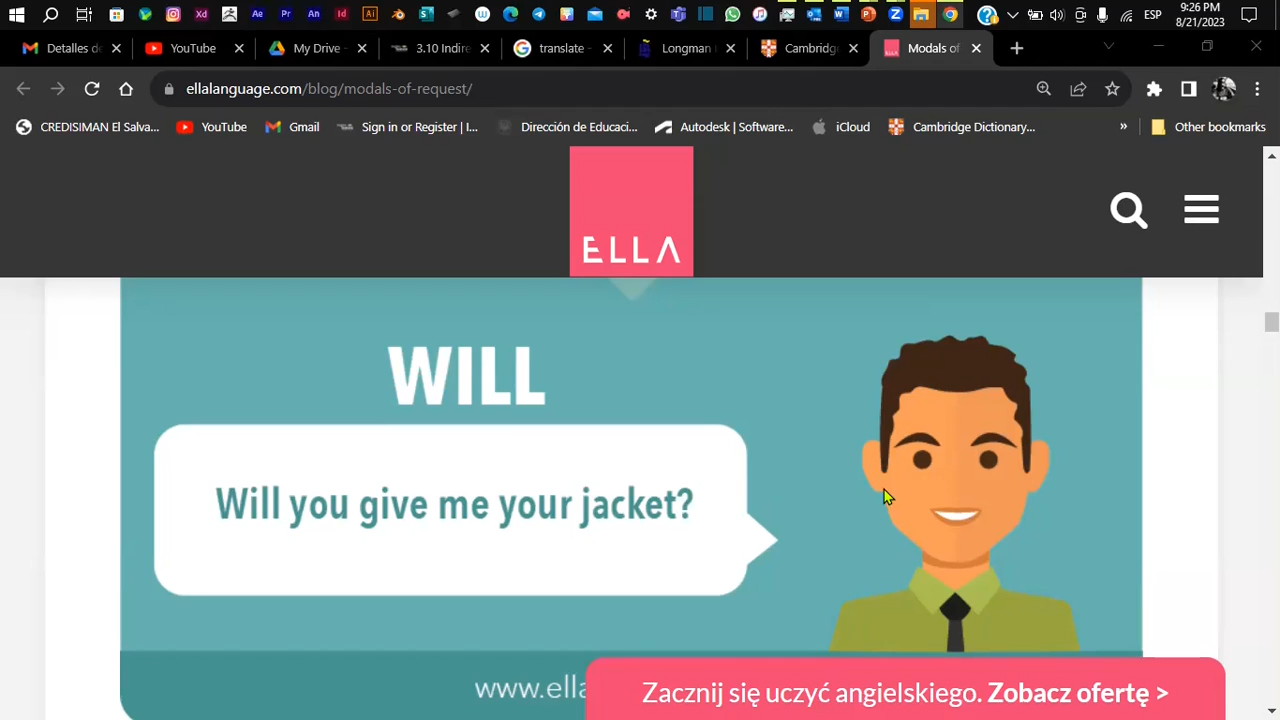 9:26 PM
ESP
8/21/2023
Detalles de
YouTube
My Drive -
3.10 Indire
translate -
Longman
Cambridg
Modals of
ellalanguage.com/blog/modals-of-request/
CREDISIMAN El Salva...
YouTube
Gmail
Sign in or Register | I...
Dirección de Educaci...
Autodesk | Software...
iCloud
Cambridge Dictionary...
»
Other bookmarks
ELLA
WILL
Will you give me your jacket?
www.ella
Zacznij się uczyć angielskiego. Zobacz ofertę >